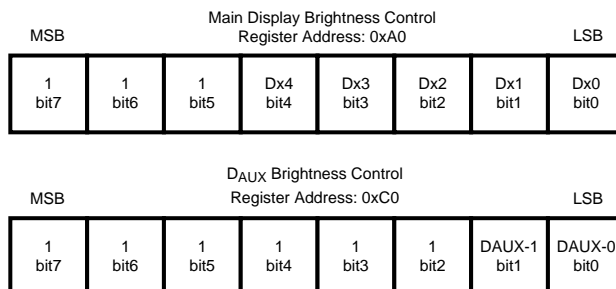 Main Display Brightness Control
MSB Register Address: 0xA0 LSB
1 1 1 Dx4 Dx3 Dx2 Dx1 Dx0
bit7 bit6 bit5 bit4 bit3 bit2 bit1 bit0
DAUX Brightness Control
MSB Register Address: 0xC0 LSB
1 1 1 1 1 1 DAUX-1 DAUX-0
bit7 bit6 bit5 bit4 bit3 bit2 bit1 bit0